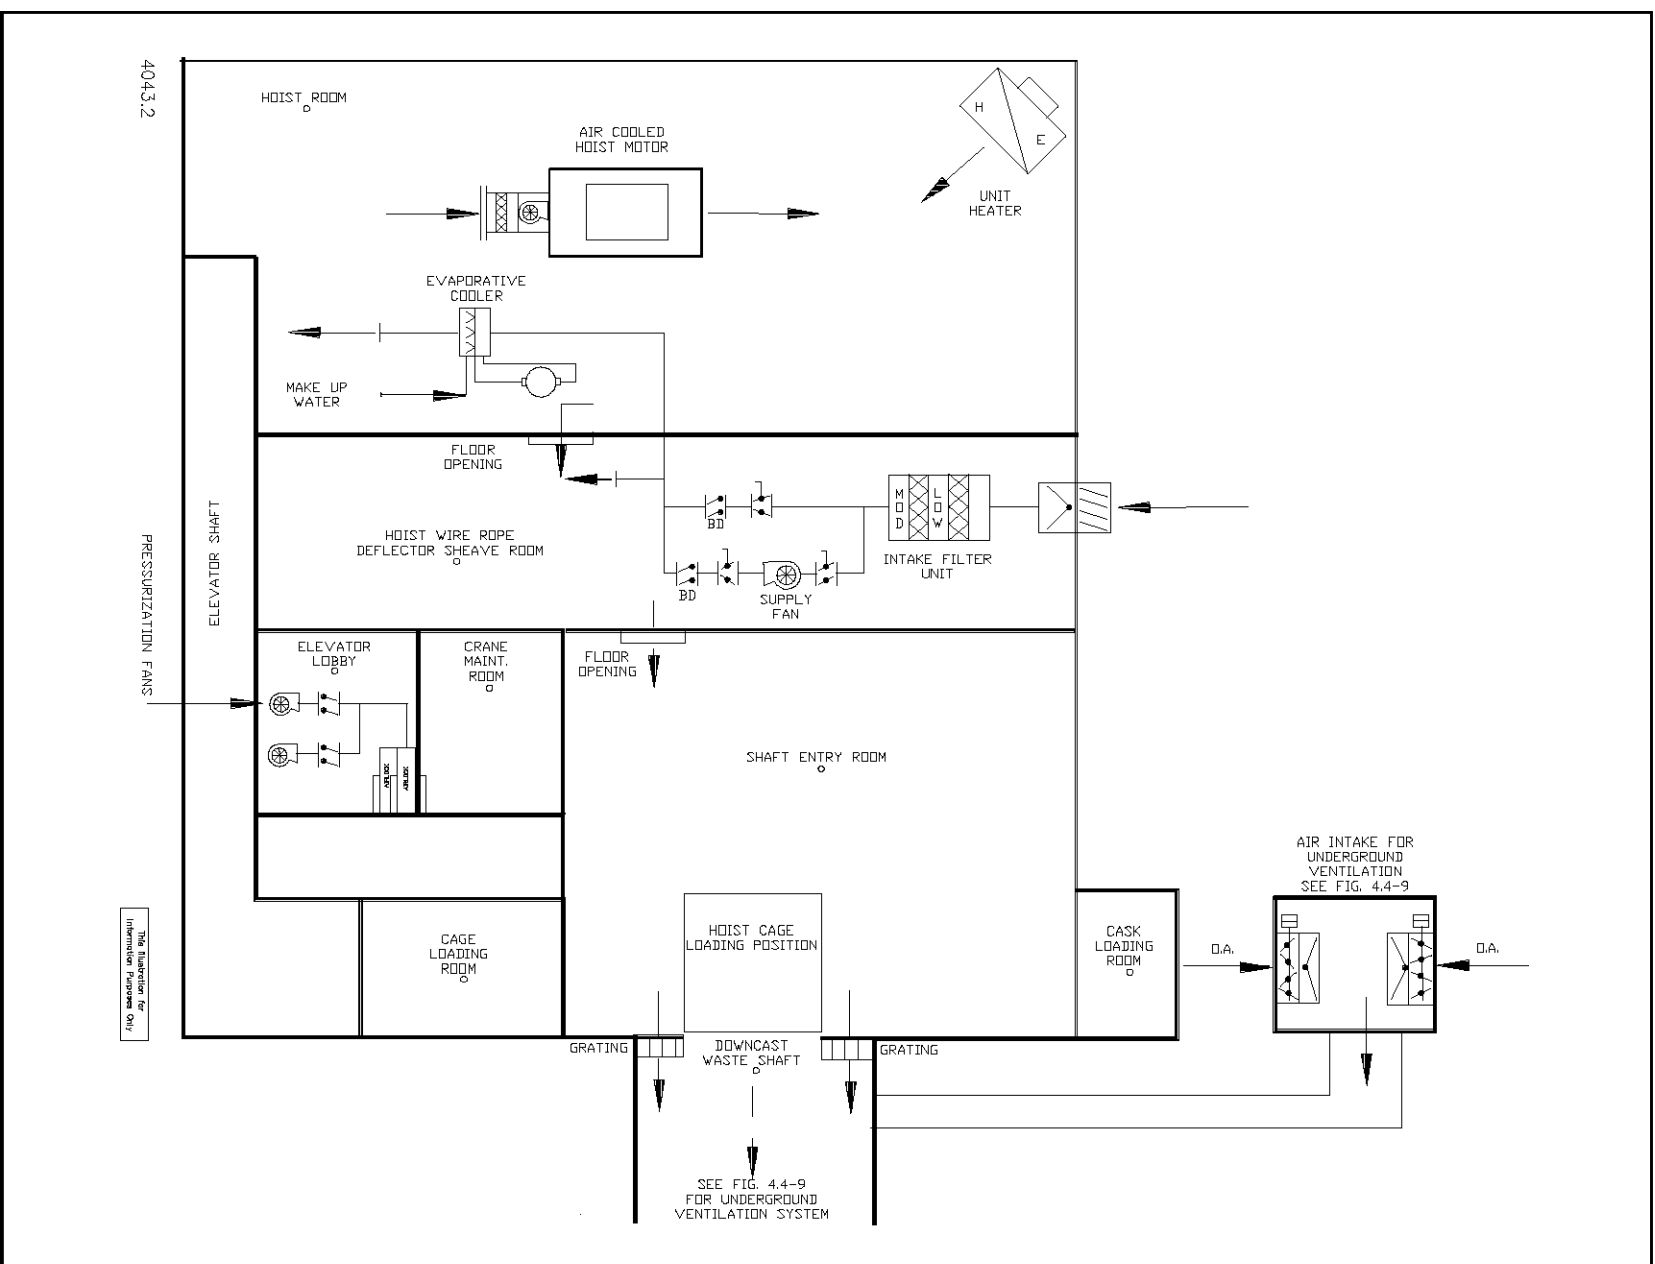 4043.2
HOIST ROOM
AIR COOLED
HOIST MOTOR
H
E
UNIT
HEATER
EVAPORATIVE
COOLER
MAKE UP
WATER
FLOOR
OPENING
ELEVATOR SHAFT
HOIST WIRE ROPE
DEFLECTOR SHEAVE ROOM
BD
BD
SUPPLY
FAN
MOD
LOW
INTAKE FILTER
UNIT
PRESSURIZATION FANS
ELEVATOR
LOBBY
CRANE
MAINT.
ROOM
FLOOR
OPENING
AIRLOCK
SHAFT ENTRY ROOM
AIR INTAKE FOR
UNDERGROUND
VENTILATION
SEE FIG. 4.4-9
O.A.
O.A.
CAGE
LOADING
ROOM
HOIST CAGE
LOADING POSITION
CASK
LOADING
ROOM
GRATING
DOWNCAST
WASTE SHAFT
GRATING
SEE FIG. 4.4-9
FOR UNDERGROUND
VENTILATION SYSTEM
This Illustration for
Information Purposes Only